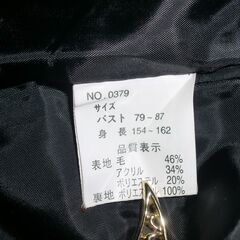 NO.0379
サイズ
バスト 79~87
身長 154~162
品質表示
表地 毛 46%
アクリル 34%
ポリエステル 20%
裏地 ポリエステル 100%